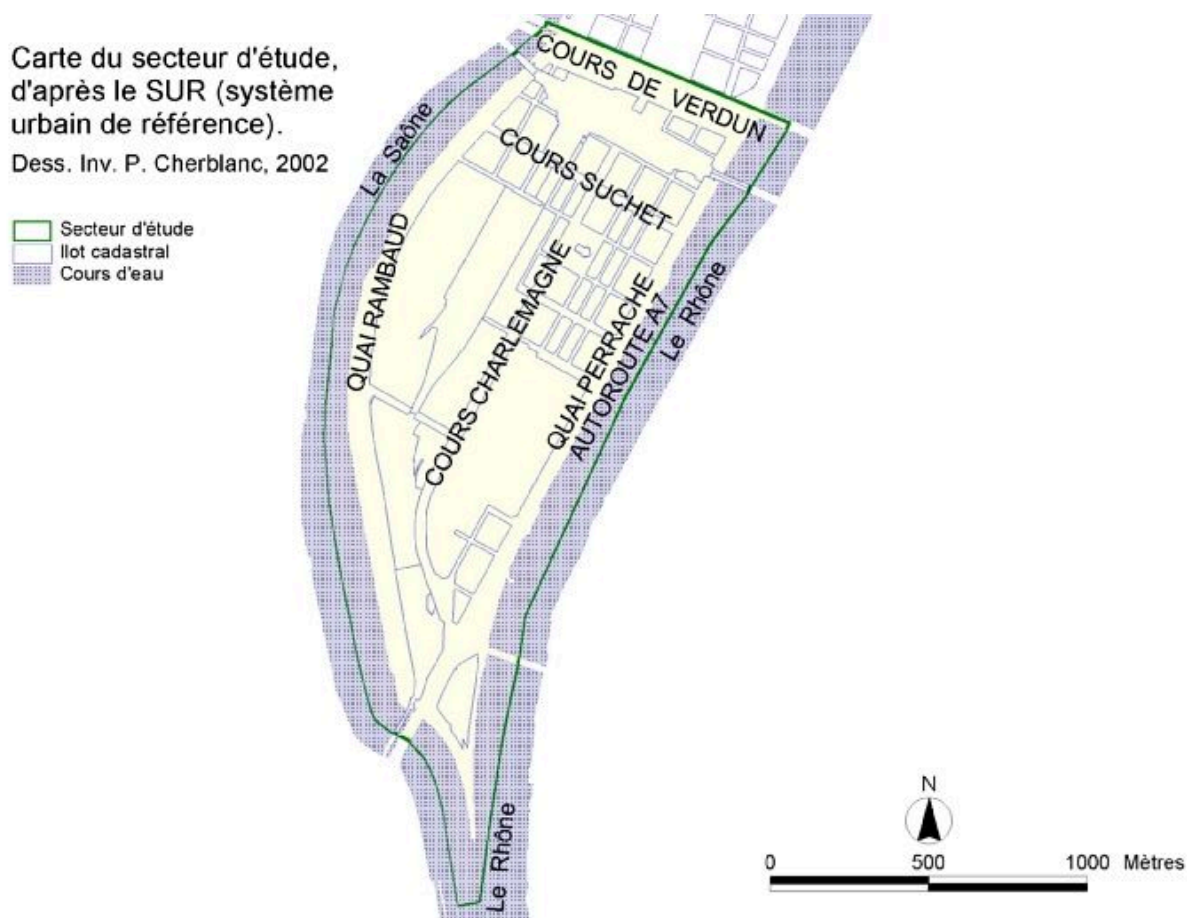 Carte du secteur d'étude,
d'après le SUR (système
urbain de référence).
Dess. Inv. P. Cherblanc, 2002
Secteur d'étude
Ilot cadastral
Cours d'eau
COURS DE VERDUN
La Saône
COURS SUCHET
QUAI RAMBAUD
COURS CHARLEMAGNE
QUAI PERRACHE
AUTOROUTE A7
Le Rhône
Le Rhône
N
0 500 1000 Mètres